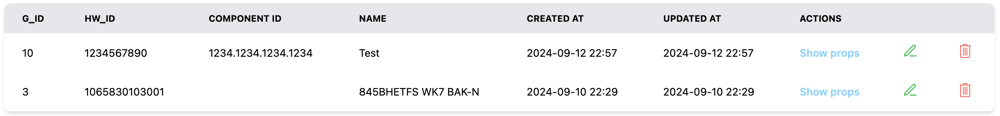 G_ID HW_ID COMPONENT ID NAME CREATED AT UPDATED AT ACTIONS
10 1234567890 1234.1234.1234.1234 Test 2024-09-12 22:57 2024-09-12 22:57 Show props
3 1065830103001 845BHETFS WK7 BAK-N 2024-09-10 22:29 2024-09-10 22:29 Show props